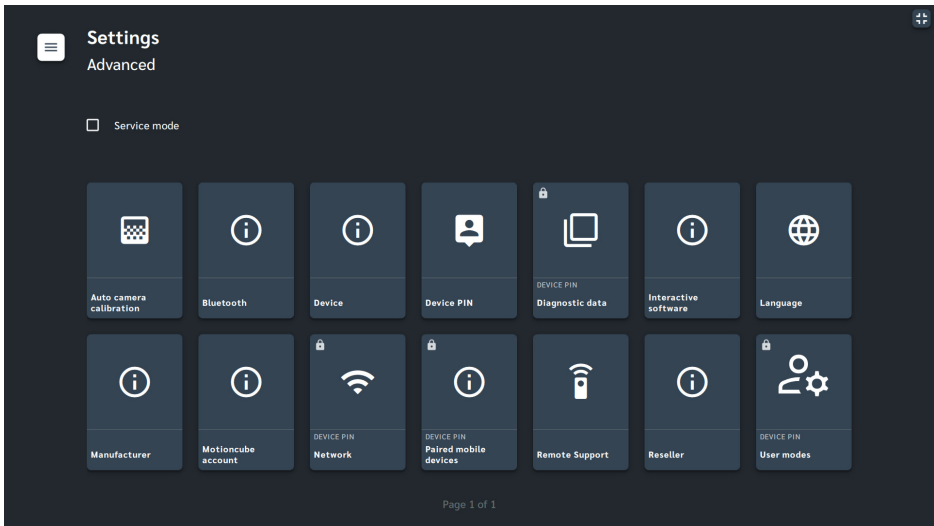 Settings
Advanced
Service mode
Auto camera
calibration
Bluetooth
Device
Device PIN
DEVICE PIN
Diagnostic data
Interactive
software
Language
Manufacturer
Motioncube
account
DEVICE PIN
Network
DEVICE PIN
Paired mobile
devices
Remote Support
Reseller
DEVICE PIN
User modes
Page 1 of 1